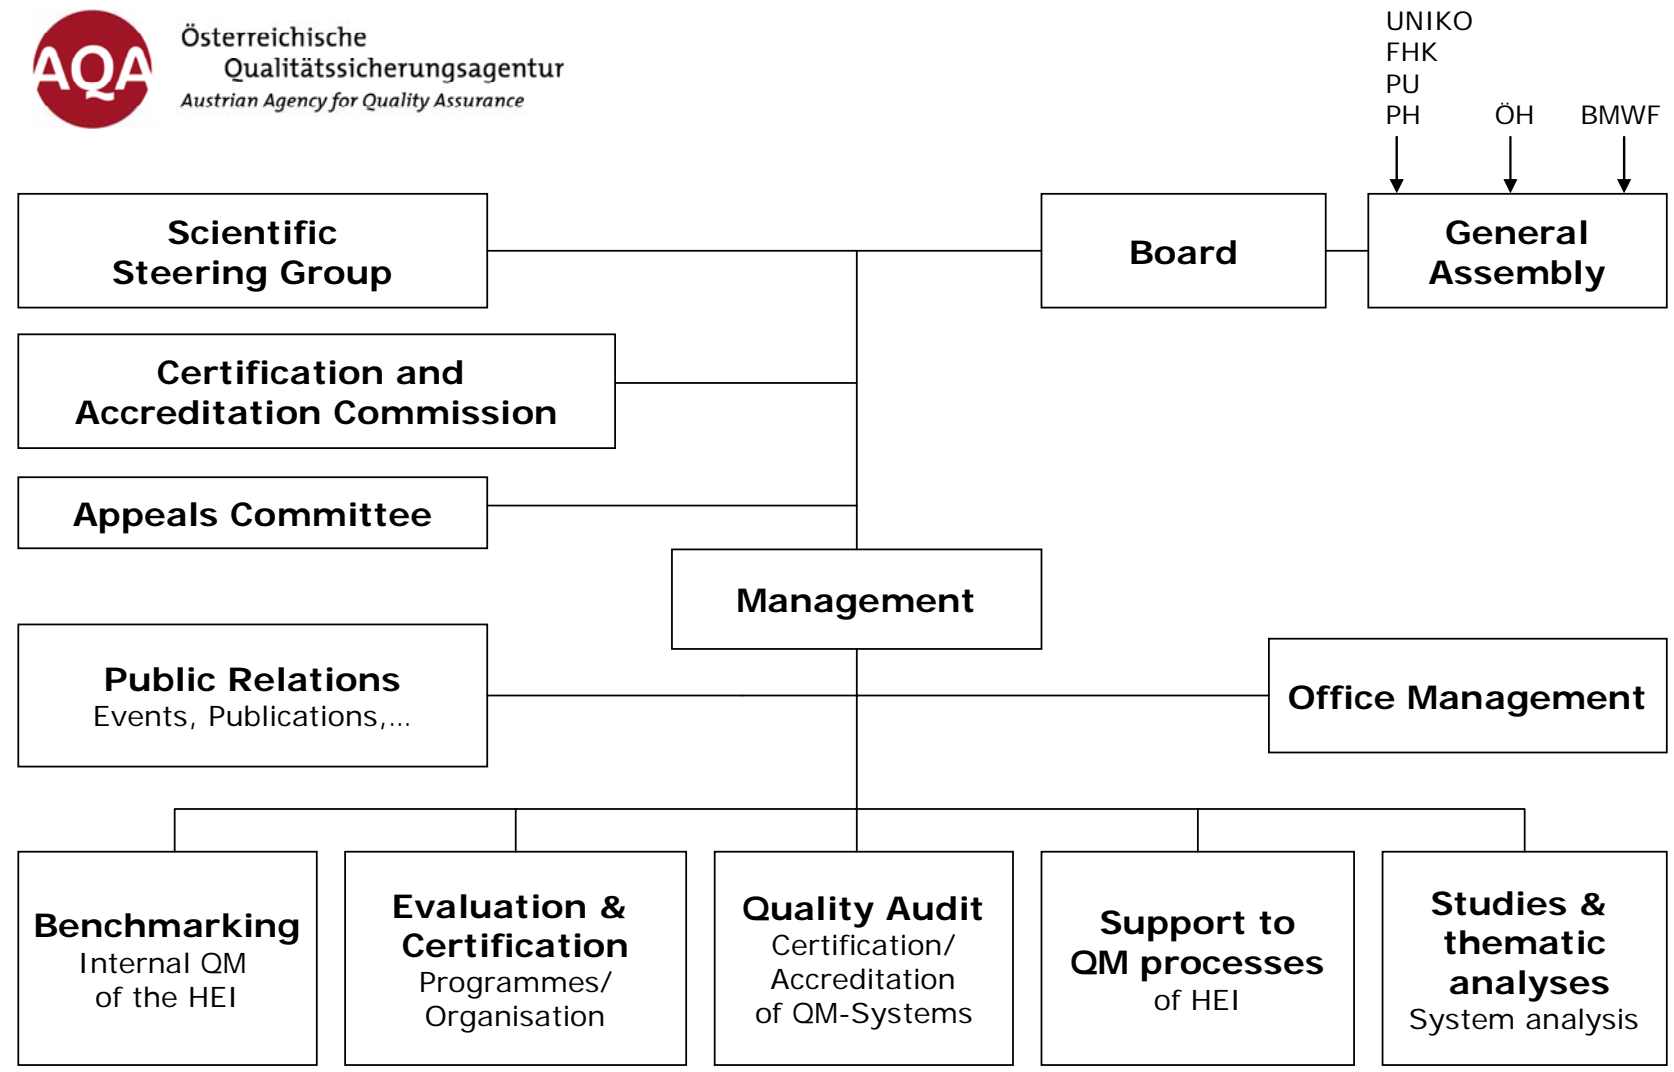 AQA
Österreichische
Qualitätssicherungsagentur
Austrian Agency for Quality Assurance
UNIKO
FHK
PU
PH
ÖH
BMWF
Scientific
Steering Group
Board
General
Assembly
Certification and
Accreditation Commission
Appeals Committee
Management
Public Relations
Events, Publications,...
Office Management
Benchmarking
Internal QM
of the HEI
Evaluation &
Certification
Programmes/
Organisation
Quality Audit
Certification/
Accreditation
of QM-Systems
Support to
QM processes
of HEI
Studies &
thematic
analyses
System analysis